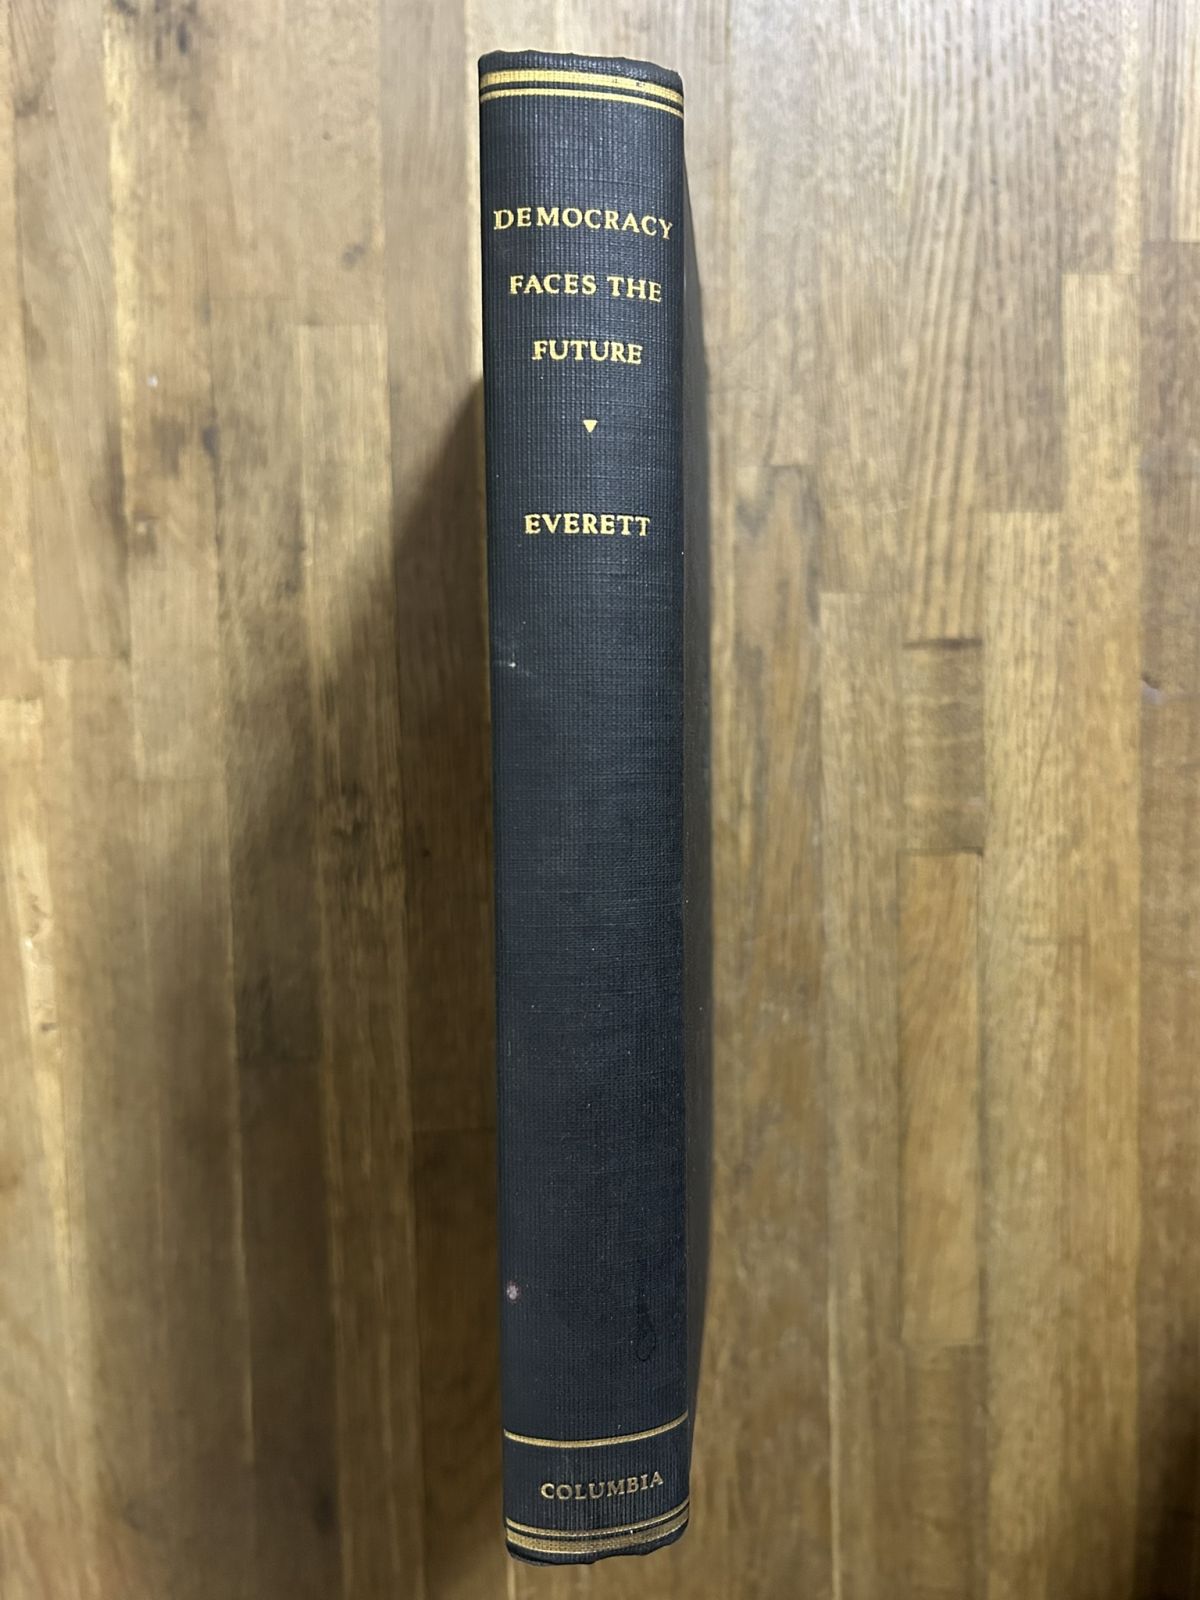 DEMOCRACY
FACES THE
FUTURE
EVERETT
COLUMBIA